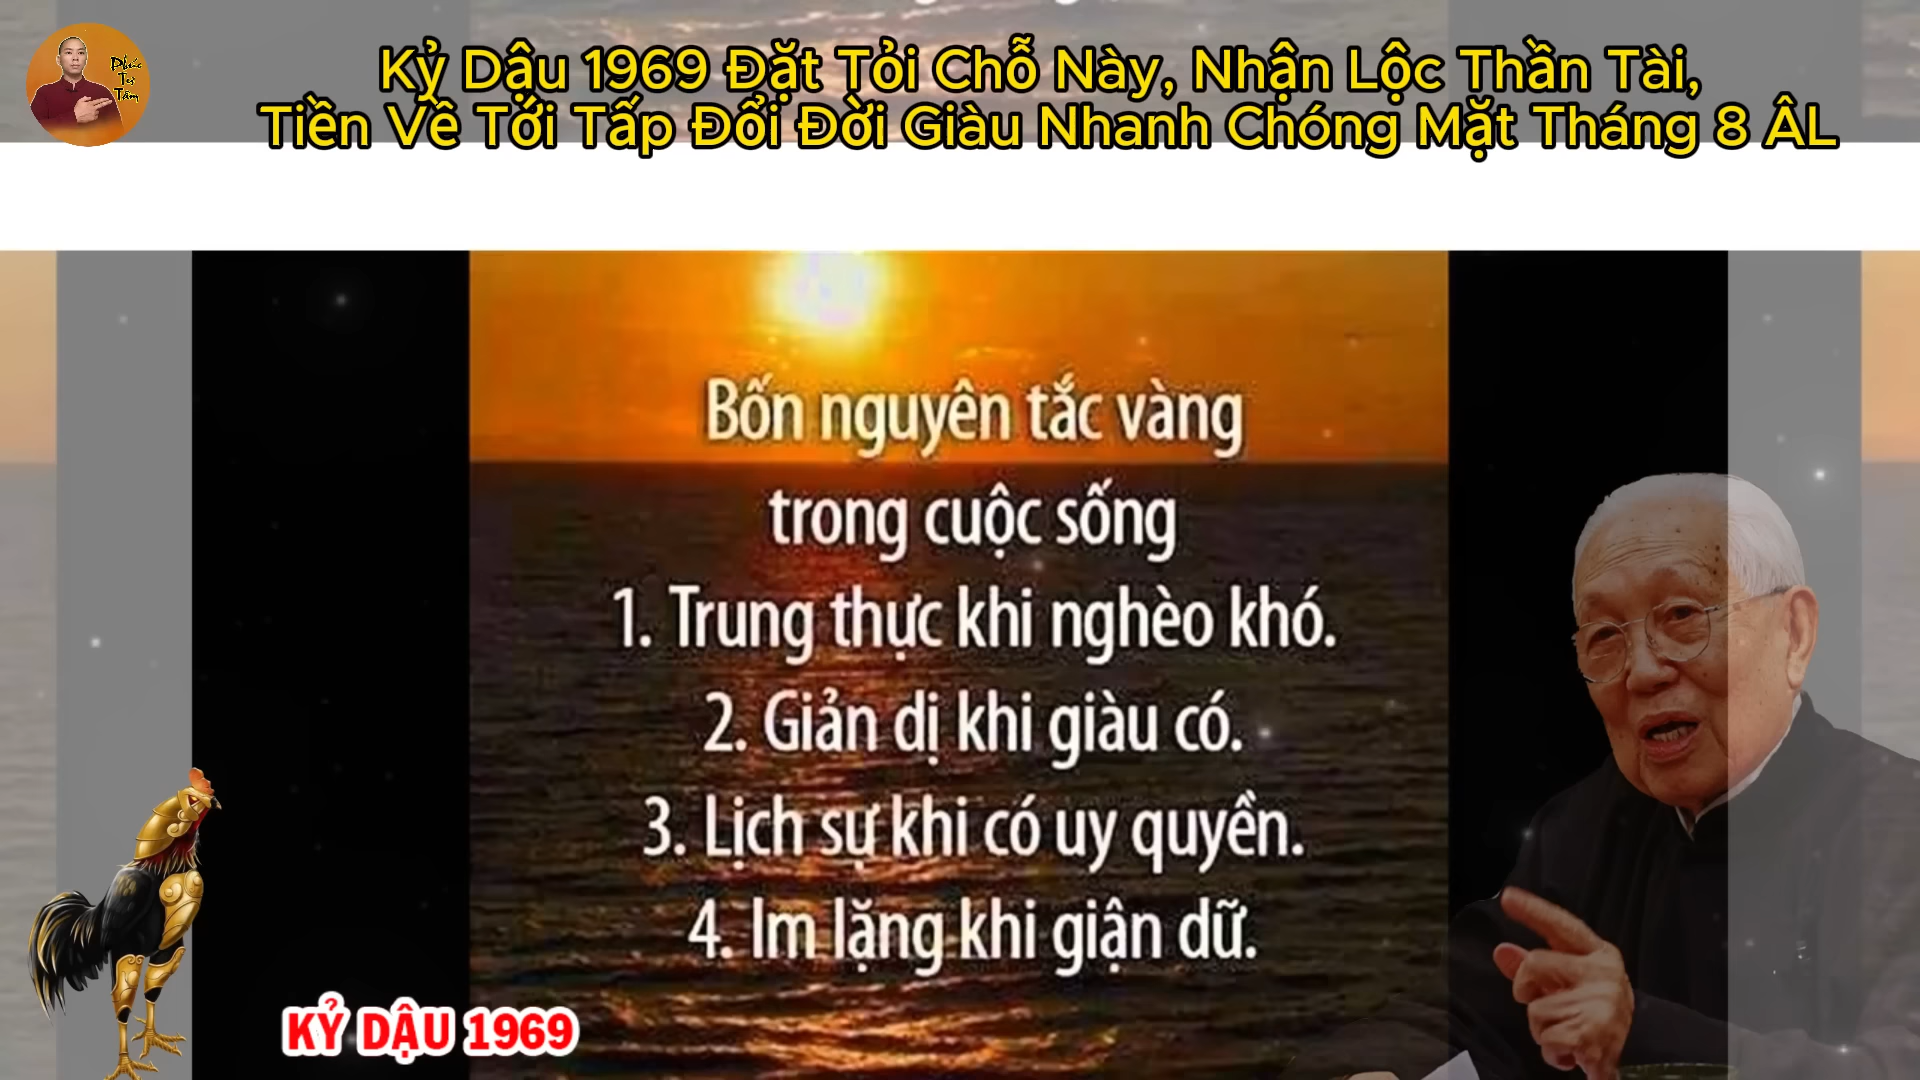 Phúc
Tự
Tâm
Kỷ Dậu 1969 Đặt Tỏi Chỗ Này, Nhận Lộc Thần Tài,
Tiền Về Tới Tấp Đổi Đời Giàu Nhanh Chóng Mặt Tháng 8 ÂL
Bốn nguyên tắc vàng
trong cuộc sống
1. Trung thực khi nghèo khó.
2. Giản dị khi giàu có.
3. Lịch sự khi có uy quyền.
4. Im lặng khi giận dữ.
KỶ DẬU 1969